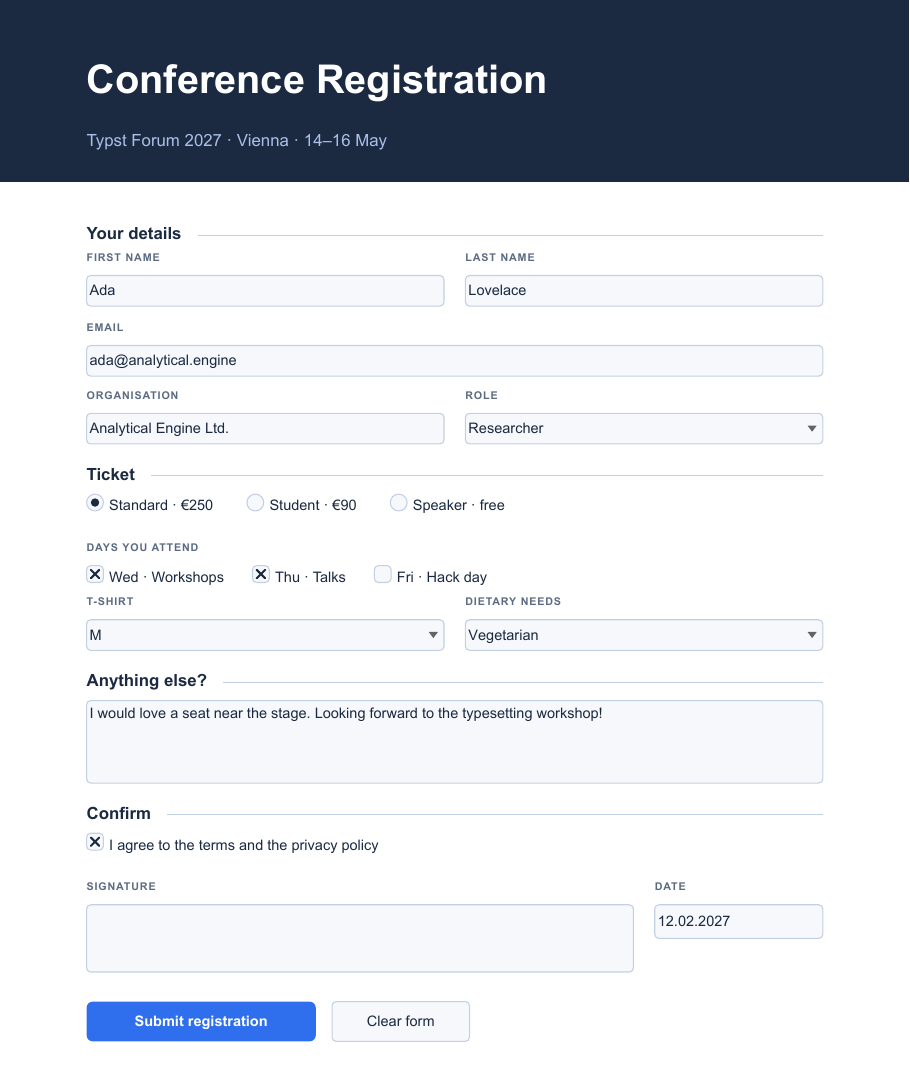 Conference Registration
Typst Forum 2027 · Vienna · 14–16 May
Your details
FIRST NAME
LAST NAME
Ada
Lovelace
EMAIL
ada@analytical.engine
ORGANISATION
ROLE
Analytical Engine Ltd.
Researcher
Ticket
Standard · €250
Student · €90
Speaker · free
DAYS YOU ATTEND
Wed · Workshops
Thu · Talks
Fri · Hack day
T-SHIRT
DIETARY NEEDS
M
Vegetarian
Anything else?
I would love a seat near the stage. Looking forward to the typesetting workshop!
Confirm
I agree to the terms and the privacy policy
SIGNATURE
DATE
12.02.2027
Submit registration
Clear form